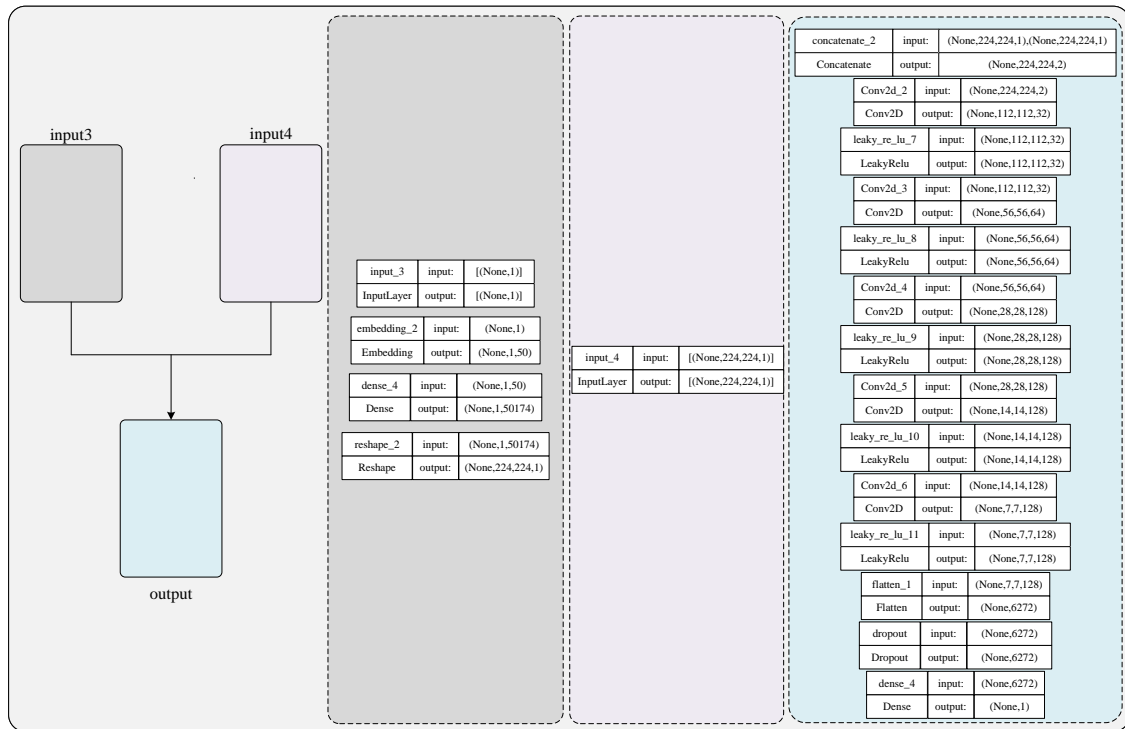 input3
input4
output
input_3 input: [(None,1)]
InputLayer output: [(None,1)]
embedding_2 input: (None,1)
Embedding output: (None,1,50)
dense_4 input: (None,1,50)
Dense output: (None,1,50174)
reshape_2 input: (None,1,50174)
Reshape output: (None,224,224,1)
input_4 input: [(None,224,224,1)]
InputLayer output: [(None,224,224,1)]
concatenate_2 input: (None,224,224,1),(None,224,224,1)
Concatenate output: (None,224,224,2)
Conv2d_2 input: (None,224,224,2)
Conv2D output: (None,112,112,32)
leaky_re_lu_7 input: (None,112,112,32)
LeakyRelu output: (None,112,112,32)
Conv2d_3 input: (None,112,112,32)
Conv2D output: (None,56,56,64)
leaky_re_lu_8 input: (None,56,56,64)
LeakyRelu output: (None,56,56,64)
Conv2d_4 input: (None,56,56,64)
Conv2D output: (None,28,28,128)
leaky_re_lu_9 input: (None,28,28,128)
LeakyRelu output: (None,28,28,128)
Conv2d_5 input: (None,28,28,128)
Conv2D output: (None,14,14,128)
leaky_re_lu_10 input: (None,14,14,128)
LeakyRelu output: (None,14,14,128)
Conv2d_6 input: (None,14,14,128)
Conv2D output: (None,7,7,128)
leaky_re_lu_11 input: (None,7,7,128)
LeakyRelu output: (None,7,7,128)
flatten_1 input: (None,7,7,128)
Flatten output: (None,6272)
dropout input: (None,6272)
Dropout output: (None,6272)
dense_4 input: (None,6272)
Dense output: (None,1)